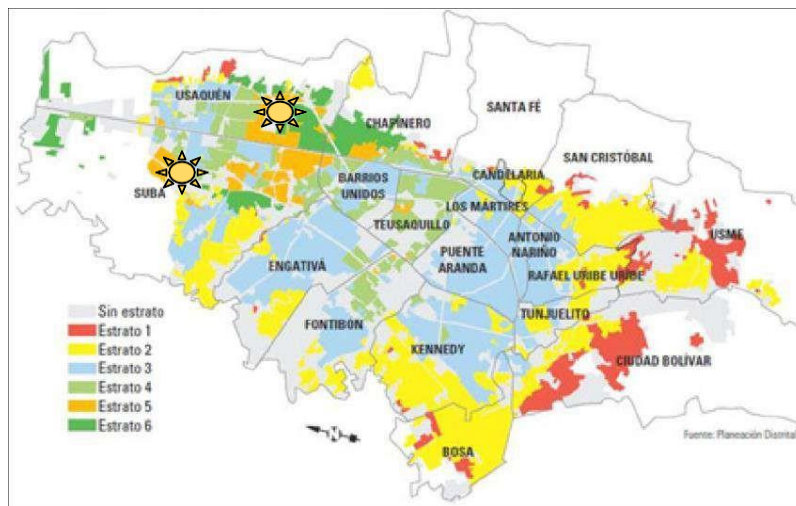 USAQUÉN
CHAPINERO
SANTA FÉ
SAN CRISTÓBAL
CANDELARIA
BARRIOS
UNIDOS
SUBA
LOS MÁRTIRES
TEUSAQUILLO
USME
ANTONIO
NARIÑO
PUENTE
ARANDA
ENGATIVÁ
RAFAEL URIBE URIBE
TUNJUELITO
FONTIBÓN
KENNEDY
CIUDAD BOLÍVAR
BOSA
Sin estrato
Estrato 1
Estrato 2
Estrato 3
Estrato 4
Estrato 5
Estrato 6
N
Fuente: Planeación Distrital